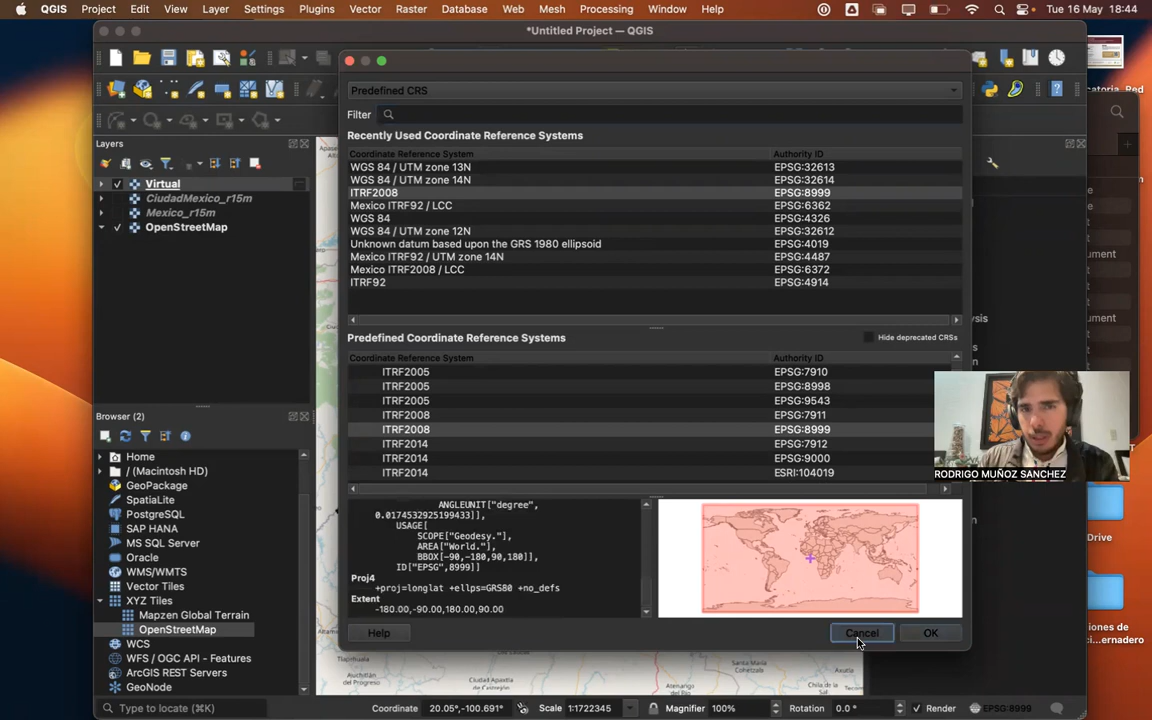 QGIS Project Edit View Layer Settings Plugins Vector Raster Database Web Mesh Processing Window Help Tue 16 May 18:44
*Untitled Project — QGIS
Predefined CRS
Filter
Recently Used Coordinate Reference Systems
Coordinate Reference System Authority ID
WGS 84 / UTM zone 13N EPSG:32613
WGS 84 / UTM zone 14N EPSG:32614
ITRF2008 EPSG:8999
Mexico ITRF92 / LCC EPSG:6362
WGS 84 EPSG:4326
WGS 84 / UTM zone 12N EPSG:32612
Unknown datum based upon the GRS 1980 ellipsoid EPSG:4019
Mexico ITRF92 / UTM zone 14N EPSG:4487
Mexico ITRF2008 / LCC EPSG:6372
ITRF92 EPSG:4914
Predefined Coordinate Reference Systems Hide deprecated CRSs
Coordinate Reference System Authority ID
ITRF2005 EPSG:7910
ITRF2005 EPSG:8998
ITRF2005 EPSG:9543
ITRF2008 EPSG:7911
ITRF2008 EPSG:8999
ITRF2014 EPSG:7912
ITRF2014 EPSG:9000
ITRF2014 ESRI:104019
ANGLEUNIT["degree",
0.0174532925199433]],
USAGE[
SCOPE["Geodesy."],
AREA["World."],
BBOX[-90,-180,90,180]],
ID["EPSG",8999]]
Proj4
+proj=longlat +ellps=GRS80 +no_defs
Extent
-180.00,-90.00,180.00,90.00
Help Cancel OK
Layers
Virtual
CiudadMexico_r15m
Mexico_r15m
OpenStreetMap
Browser (2)
Home
/ (Macintosh HD)
GeoPackage
SpatiaLite
PostgreSQL
SAP HANA
MS SQL Server
Oracle
WMS/WMTS
Vector Tiles
XYZ Tiles
Mapzen Global Terrain
OpenStreetMap
WCS
WFS / OGC API - Features
ArcGIS REST Servers
GeoNode
Type to locate (⌘K) Coordinate 20.05°,-100.691° Scale 1:1722345 Magnifier 100% Rotation 0.0 ° Render EPSG:8999
RODRIGO MUÑOZ SANCHEZ
catoria_Red
ument
ument
ysis
Drive
iones de
ci...ernadero
Tlaxpehualtlán
Apatzingán